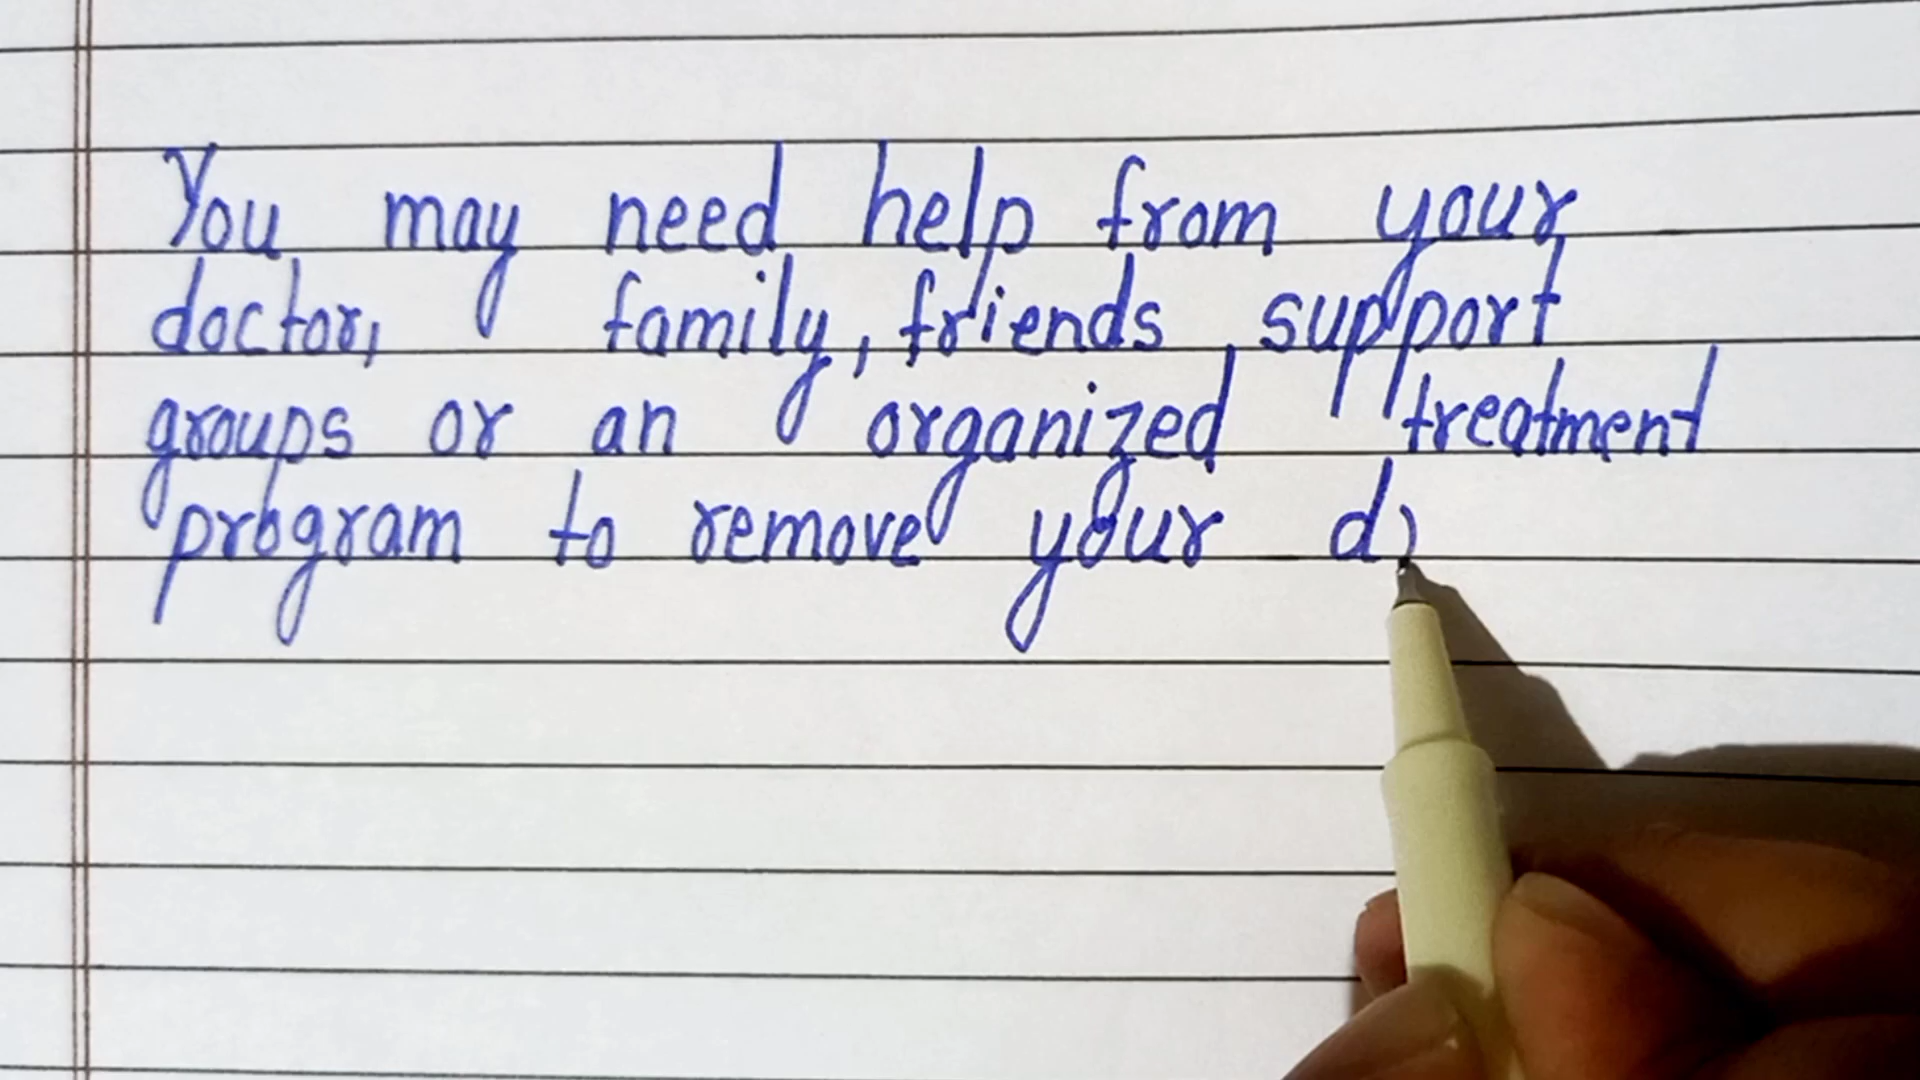 You may need help from your
doctor, family, friends, support
groups or an organized treatment
program to remove your d